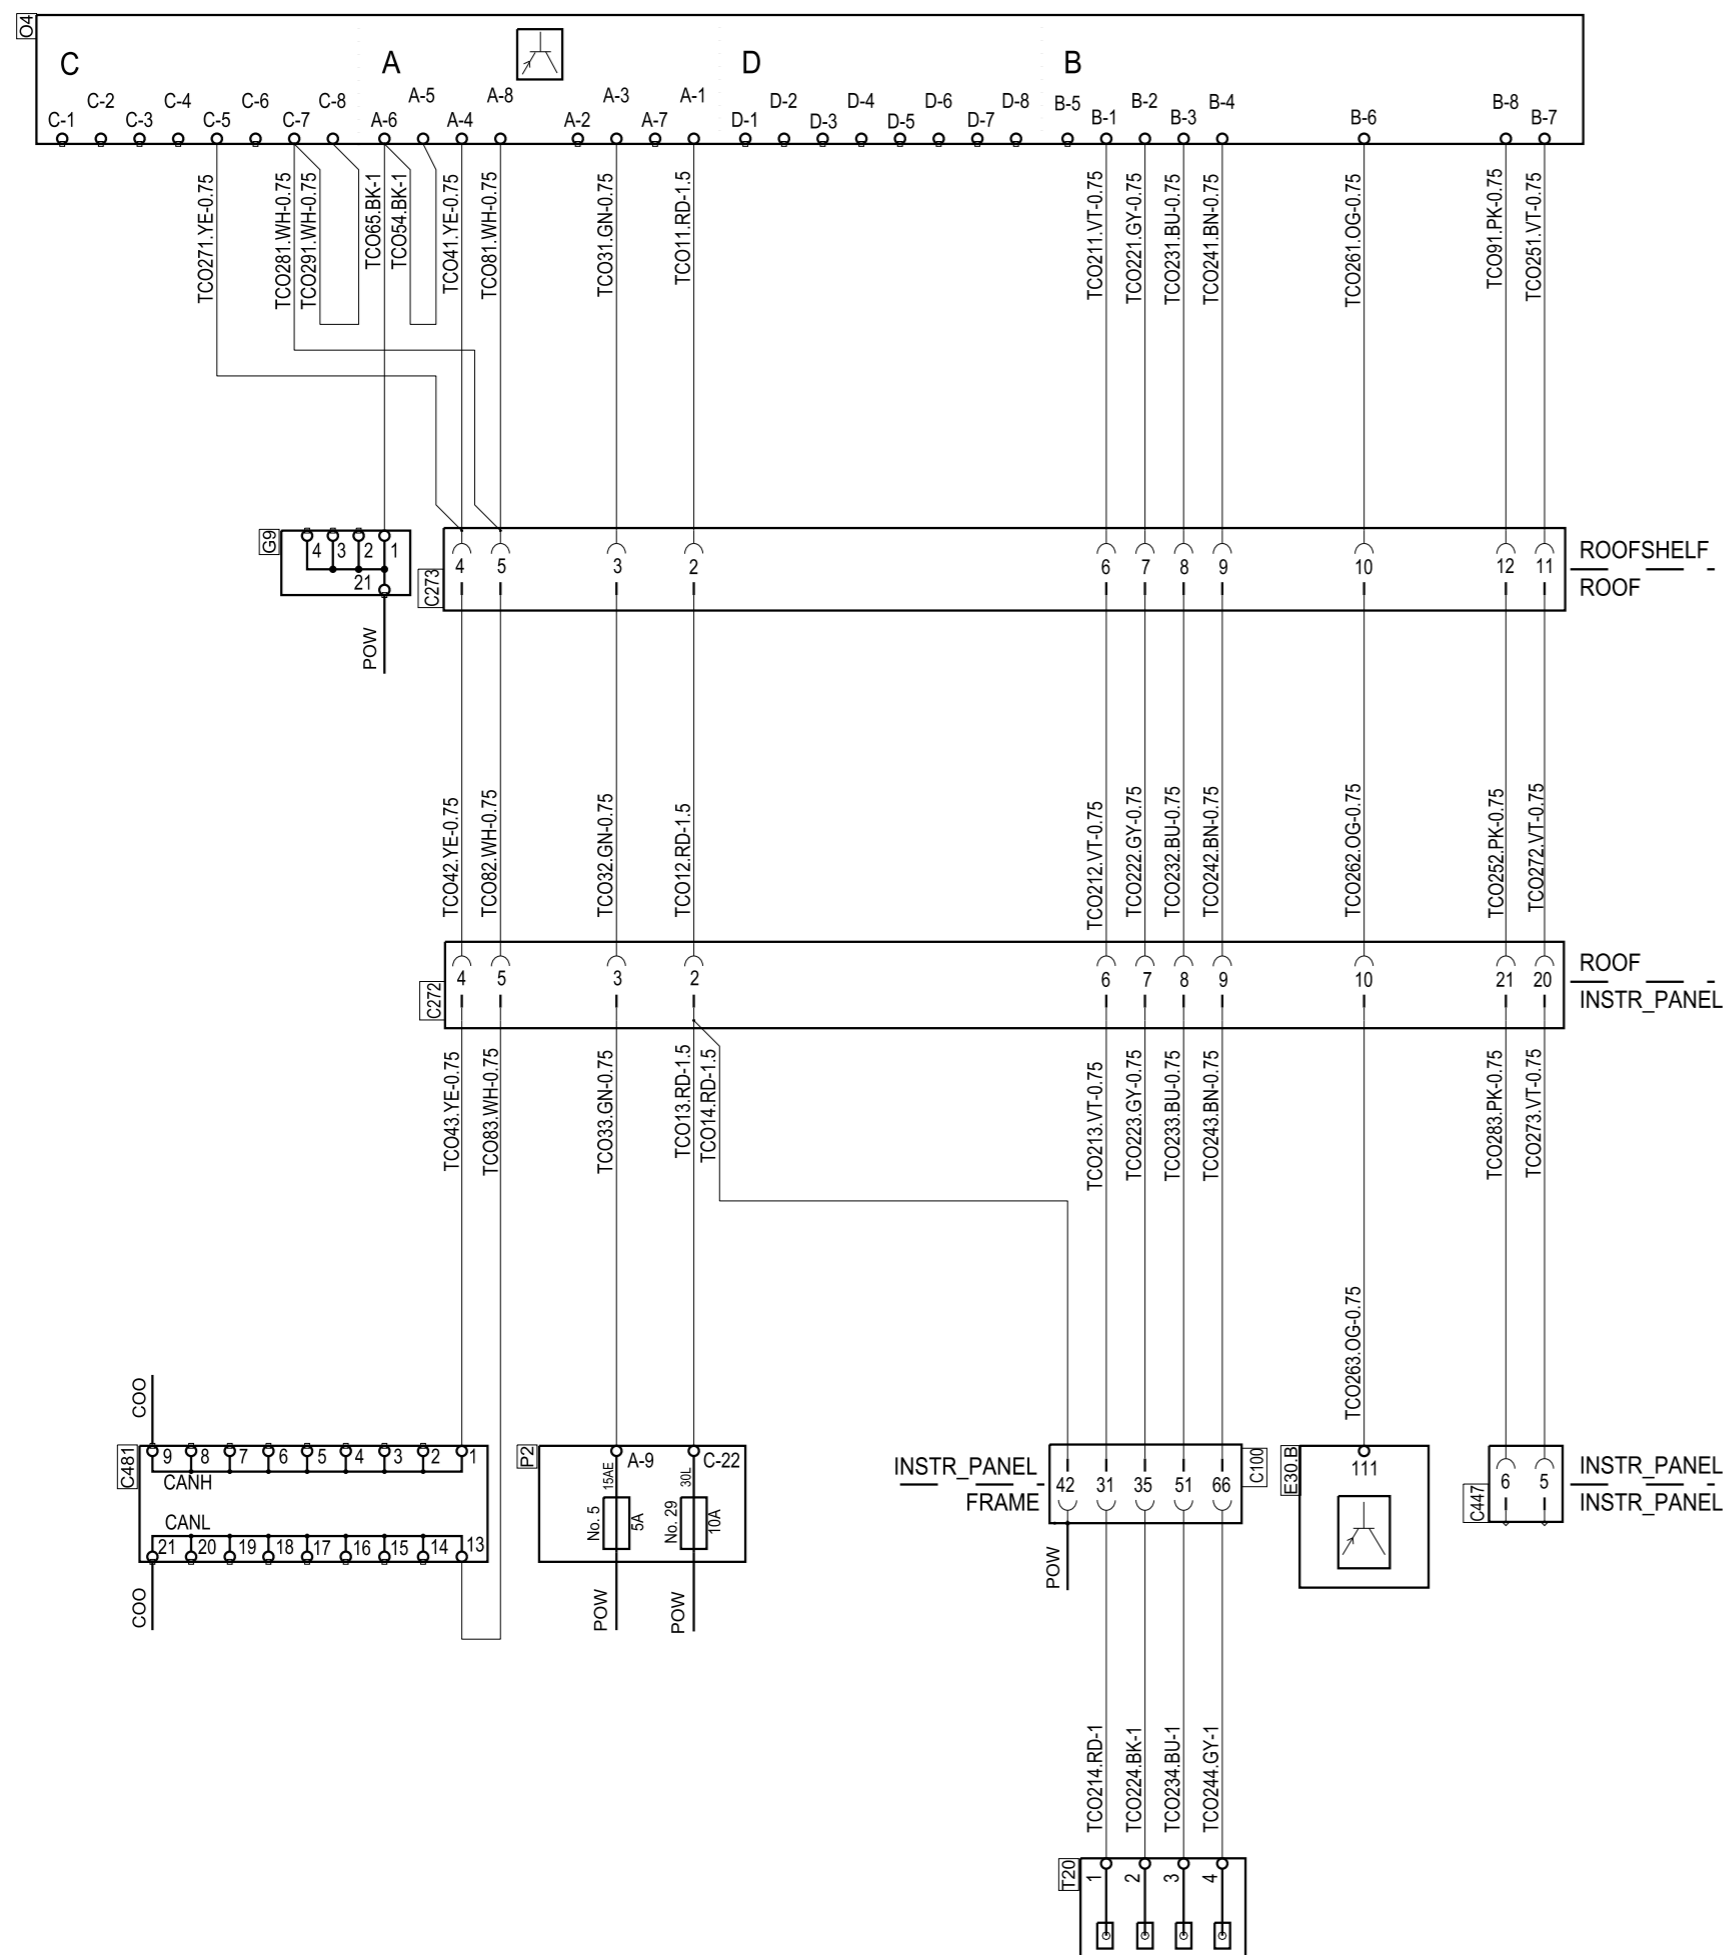 O4
C A D B
C-2 C-4 C-6 C-8 A-5 A-8 A-3 A-1 D-2 D-4 D-6 D-8 B-5 B-2 B-4 B-8
C-1 C-3 C-5 C-7 A-6 A-4 A-2 A-7 D-1 D-3 D-5 D-7 B-1 B-3 B-6 B-7
TCO271.YE-0.75
TCO281.WH-0.75
TCO291.WH-0.75
TCO65.BK-1
TCO54.BK-1
TCO41.YE-0.75
TCO81.WH-0.75
TCO31.GN-0.75
TCO11.RD-1.5
TCO211.VT-0.75
TCO221.GY-0.75
TCO231.BU-0.75
TCO241.BN-0.75
TCO261.OG-0.75
TCO91.PK-0.75
TCO251.VT-0.75
G9
4 3 2 1
21
POW
C273
4 5 3 2 6 7 8 9 10 12 11
ROOFSHELF
ROOF
TCO42.YE-0.75
TCO82.WH-0.75
TCO32.GN-0.75
TCO12.RD-1.5
TCO212.VT-0.75
TCO222.GY-0.75
TCO232.BU-0.75
TCO242.BN-0.75
TCO262.OG-0.75
TCO252.PK-0.75
TCO272.VT-0.75
C272
4 5 3 2 6 7 8 9 10 21 20
ROOF
INSTR_PANEL
TCO43.YE-0.75
TCO83.WH-0.75
TCO33.GN-0.75
TCO13.RD-1.5
TCO14.RD-1.5
TCO213.VT-0.75
TCO223.GY-0.75
TCO233.BU-0.75
TCO243.BN-0.75
TCO263.OG-0.75
TCO283.PK-0.75
TCO273.VT-0.75
COO
C481
9 8 7 6 5 4 3 2 1
CANH
CANL
21 20 19 18 17 16 15 14 13
COO
P2
A-9 C-22
15AE
30L
No. 5
5A
No. 29
10A
POW
POW
INSTR_PANEL
FRAME
42 31 35 51 66
C100
POW
E30.B
111
C447
6 5
INSTR_PANEL
INSTR_PANEL
TCO214.RD-1
TCO224.BK-1
TCO234.BU-1
TCO244.GY-1
T20
1 2 3 4